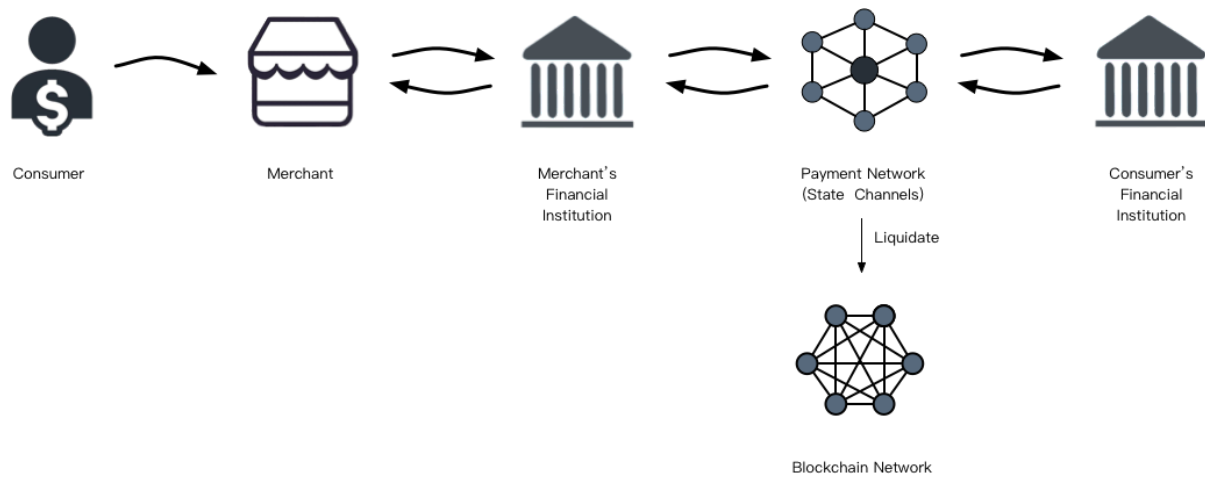 Consumer
Merchant
Merchant's
Financial
Institution
Payment Network
(State Channels)
Consumer's
Financial
Institution
Liquidate
Blockchain Network
$